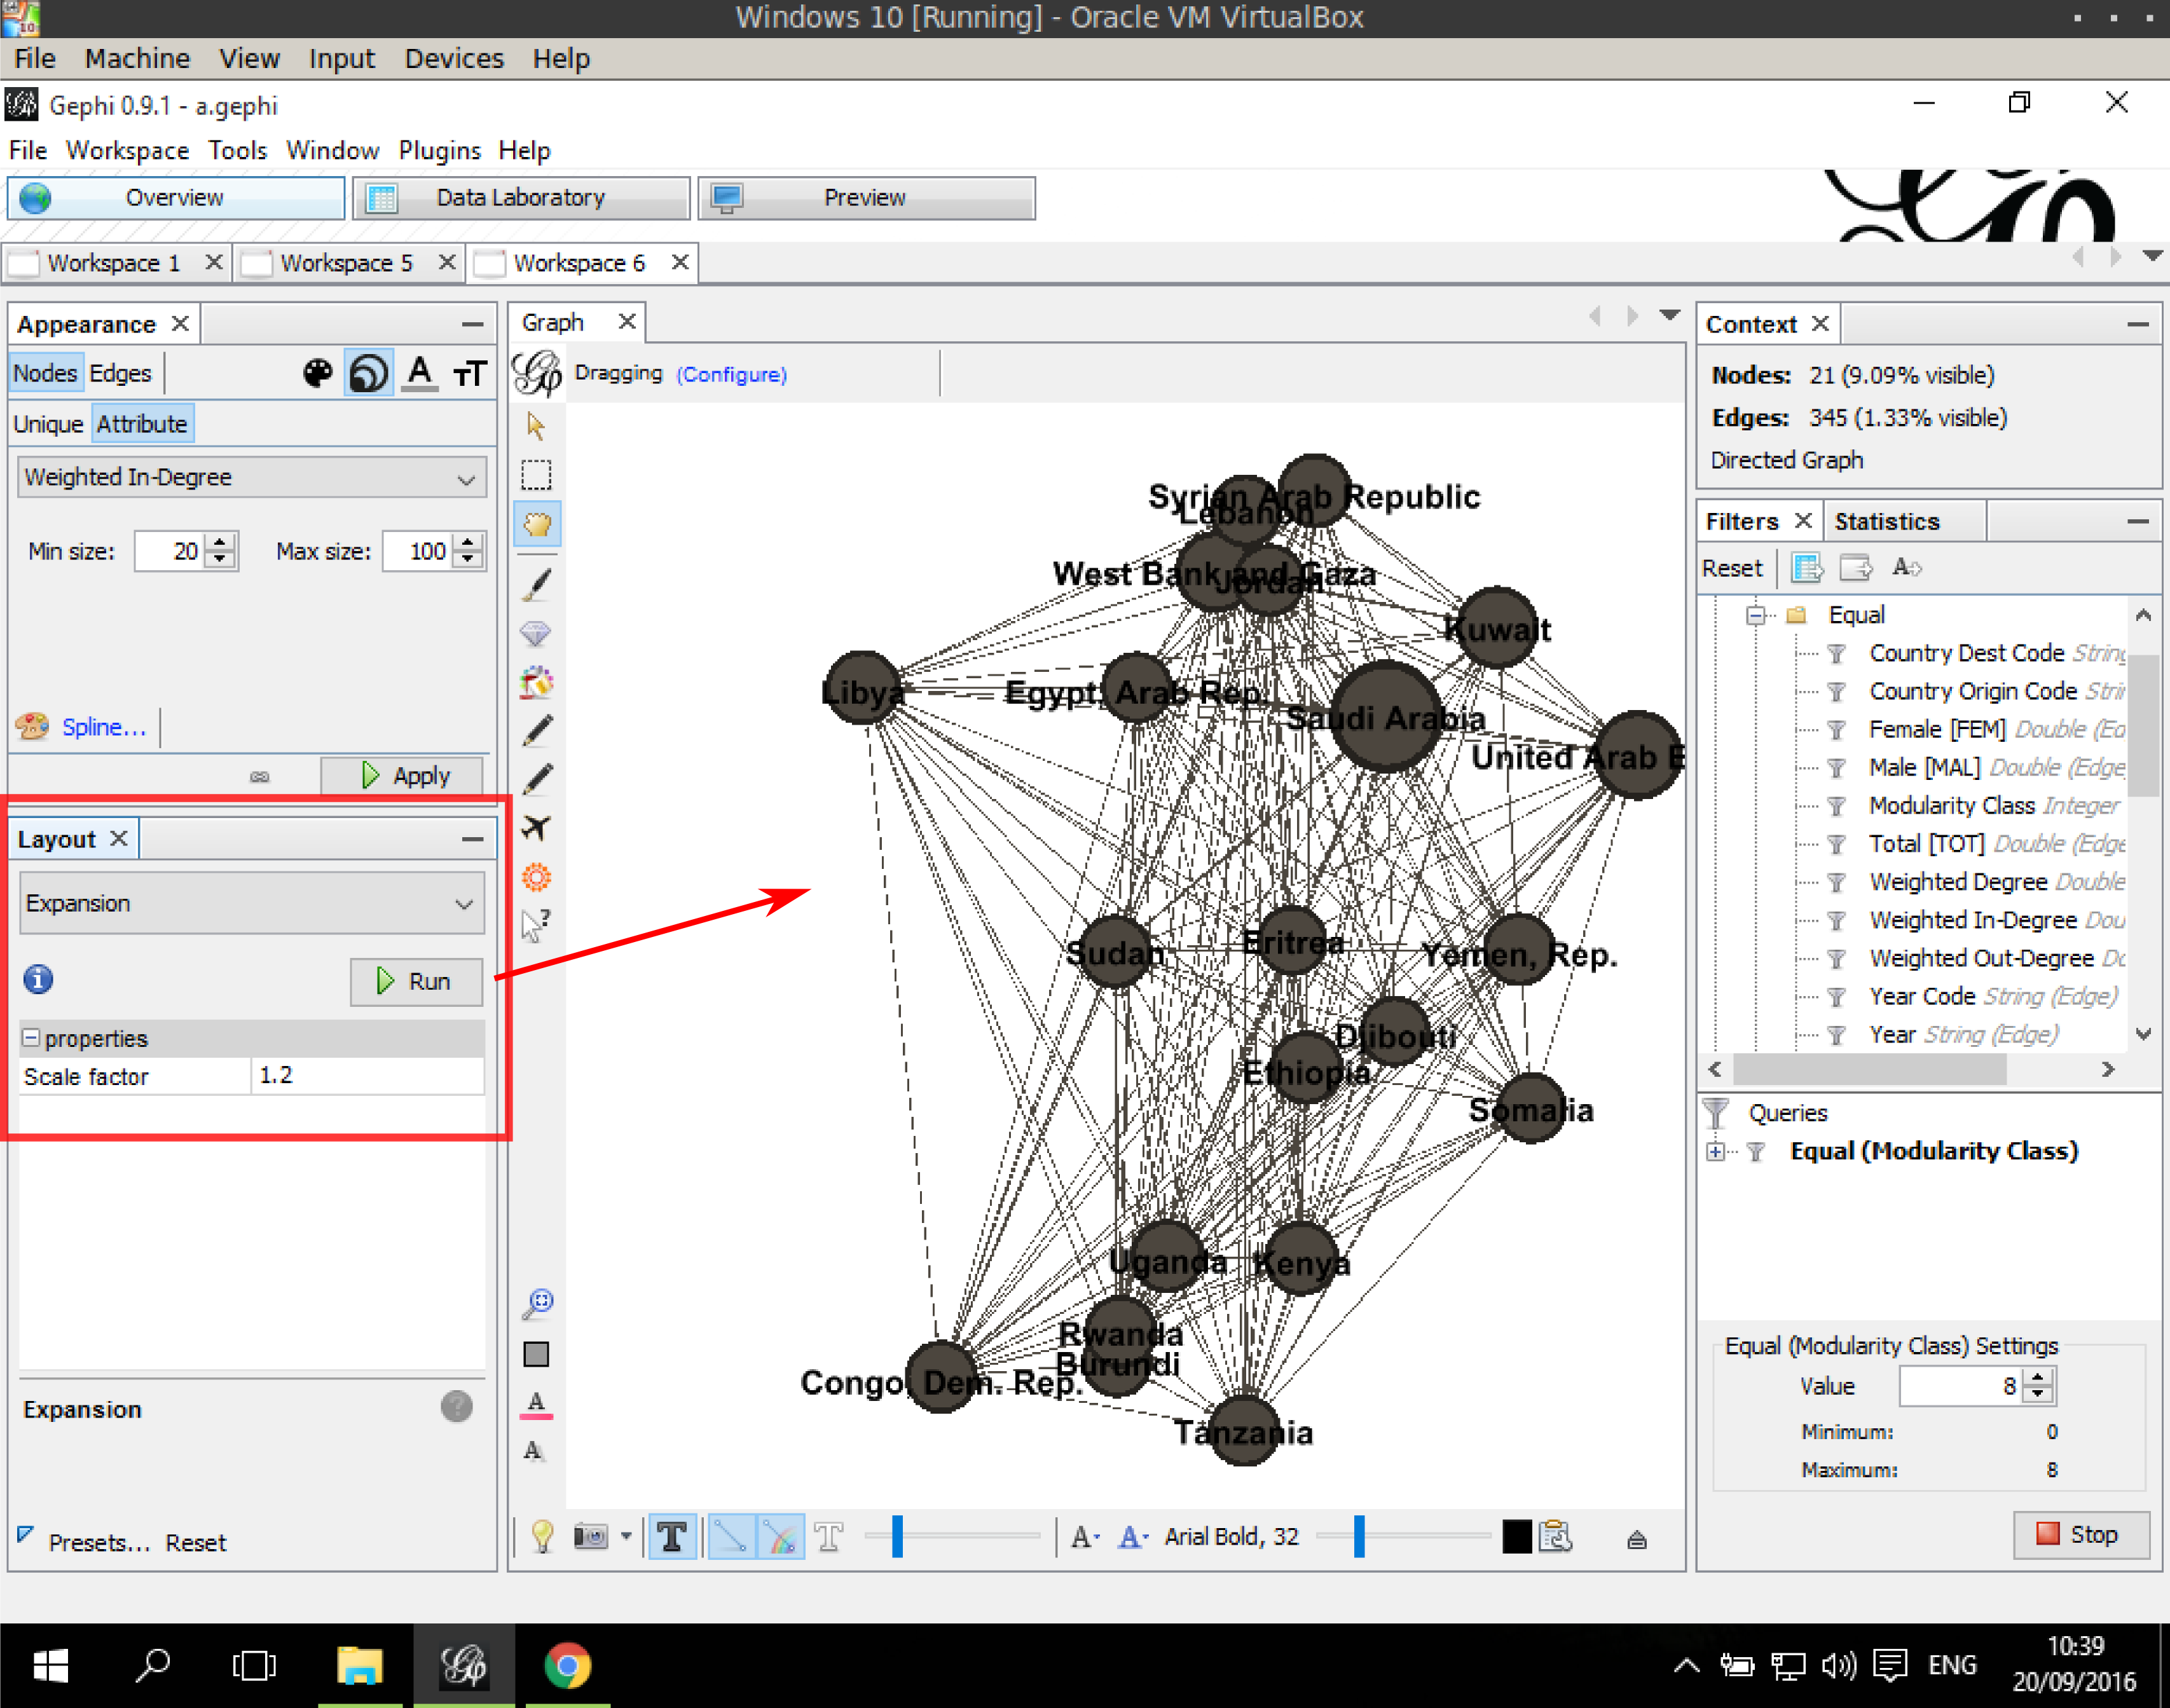 Windows 10 [Running] - Oracle VM VirtualBox
File Machine View Input Devices Help
Gephi 0.9.1 - a.gephi
File Workspace Tools Window Plugins Help
Overview Data Laboratory Preview
Workspace 1 Workspace 5 Workspace 6
Appearance
Nodes Edges
Unique Attribute
Weighted In-Degree
Min size: 20 Max size: 100
Spline...
Apply
Layout
Expansion
Run
properties
Scale factor 1.2
Expansion
Presets... Reset
Graph
Dragging (Configure)
Syrian Arab Republic
Lebanon
West Bank and Gaza
Jordan
Kuwait
Libya
Egypt, Arab Rep.
Saudi Arabia
United Arab E
Sudan
Eritrea
Yemen, Rep.
Djibouti
Ethiopia
Somalia
Uganda
Kenya
Rwanda
Burundi
Congo, Dem. Rep.
Tanzania
Arial Bold, 32
Context
Nodes: 21 (9.09% visible)
Edges: 345 (1.33% visible)
Directed Graph
Filters Statistics
Reset
Equal
Country Dest Code String
Country Origin Code Strin
Female [FEM] Double (Ed
Male [MAL] Double (Edge
Modularity Class Integer
Total [TOT] Double (Edge
Weighted Degree Double
Weighted In-Degree Dou
Weighted Out-Degree Do
Year Code String (Edge)
Year String (Edge)
Queries
Equal (Modularity Class)
Equal (Modularity Class) Settings
Value 8
Minimum: 0
Maximum: 8
Stop
ENG
10:39
20/09/2016